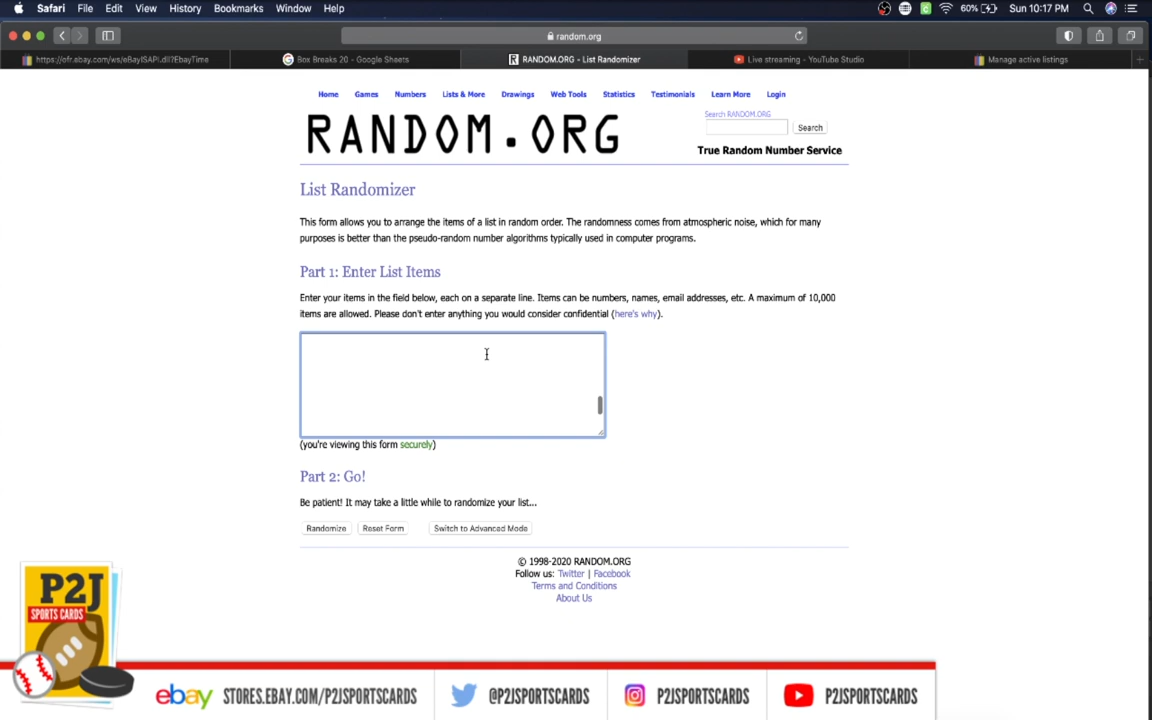 Safari File Edit View History Bookmarks Window Help 60% Sun 10:17 PM
random.org
https://ofr.ebay.com/ws/eBayISAPI.dll?EbayTime Box Breaks 20 - Google Sheets RANDOM.ORG - List Randomizer Live streaming - YouTube Studio Manage active listings
Home Games Numbers Lists & More Drawings Web Tools Statistics Testimonials Learn More Login
Search RANDOM.ORG
Search
RANDOM.ORG
True Random Number Service
List Randomizer
This form allows you to arrange the items of a list in random order. The randomness comes from atmospheric noise, which for many
purposes is better than the pseudo-random number algorithms typically used in computer programs.
Part 1: Enter List Items
Enter your items in the field below, each on a separate line. Items can be numbers, names, email addresses, etc. A maximum of 10,000
items are allowed. Please don't enter anything you would consider confidential (here's why).
(you're viewing this form securely)
Part 2: Go!
Be patient! It may take a little while to randomize your list...
Randomize Reset Form Switch to Advanced Mode
© 1998-2020 RANDOM.ORG
Follow us: Twitter | Facebook
Terms and Conditions
About Us
P2J
SPORTS CARDS
ebay STORES.EBAY.COM/P2JSPORTSCARDS @P2JSPORTSCARDS P2JSPORTSCARDS P2JSPORTSCARDS